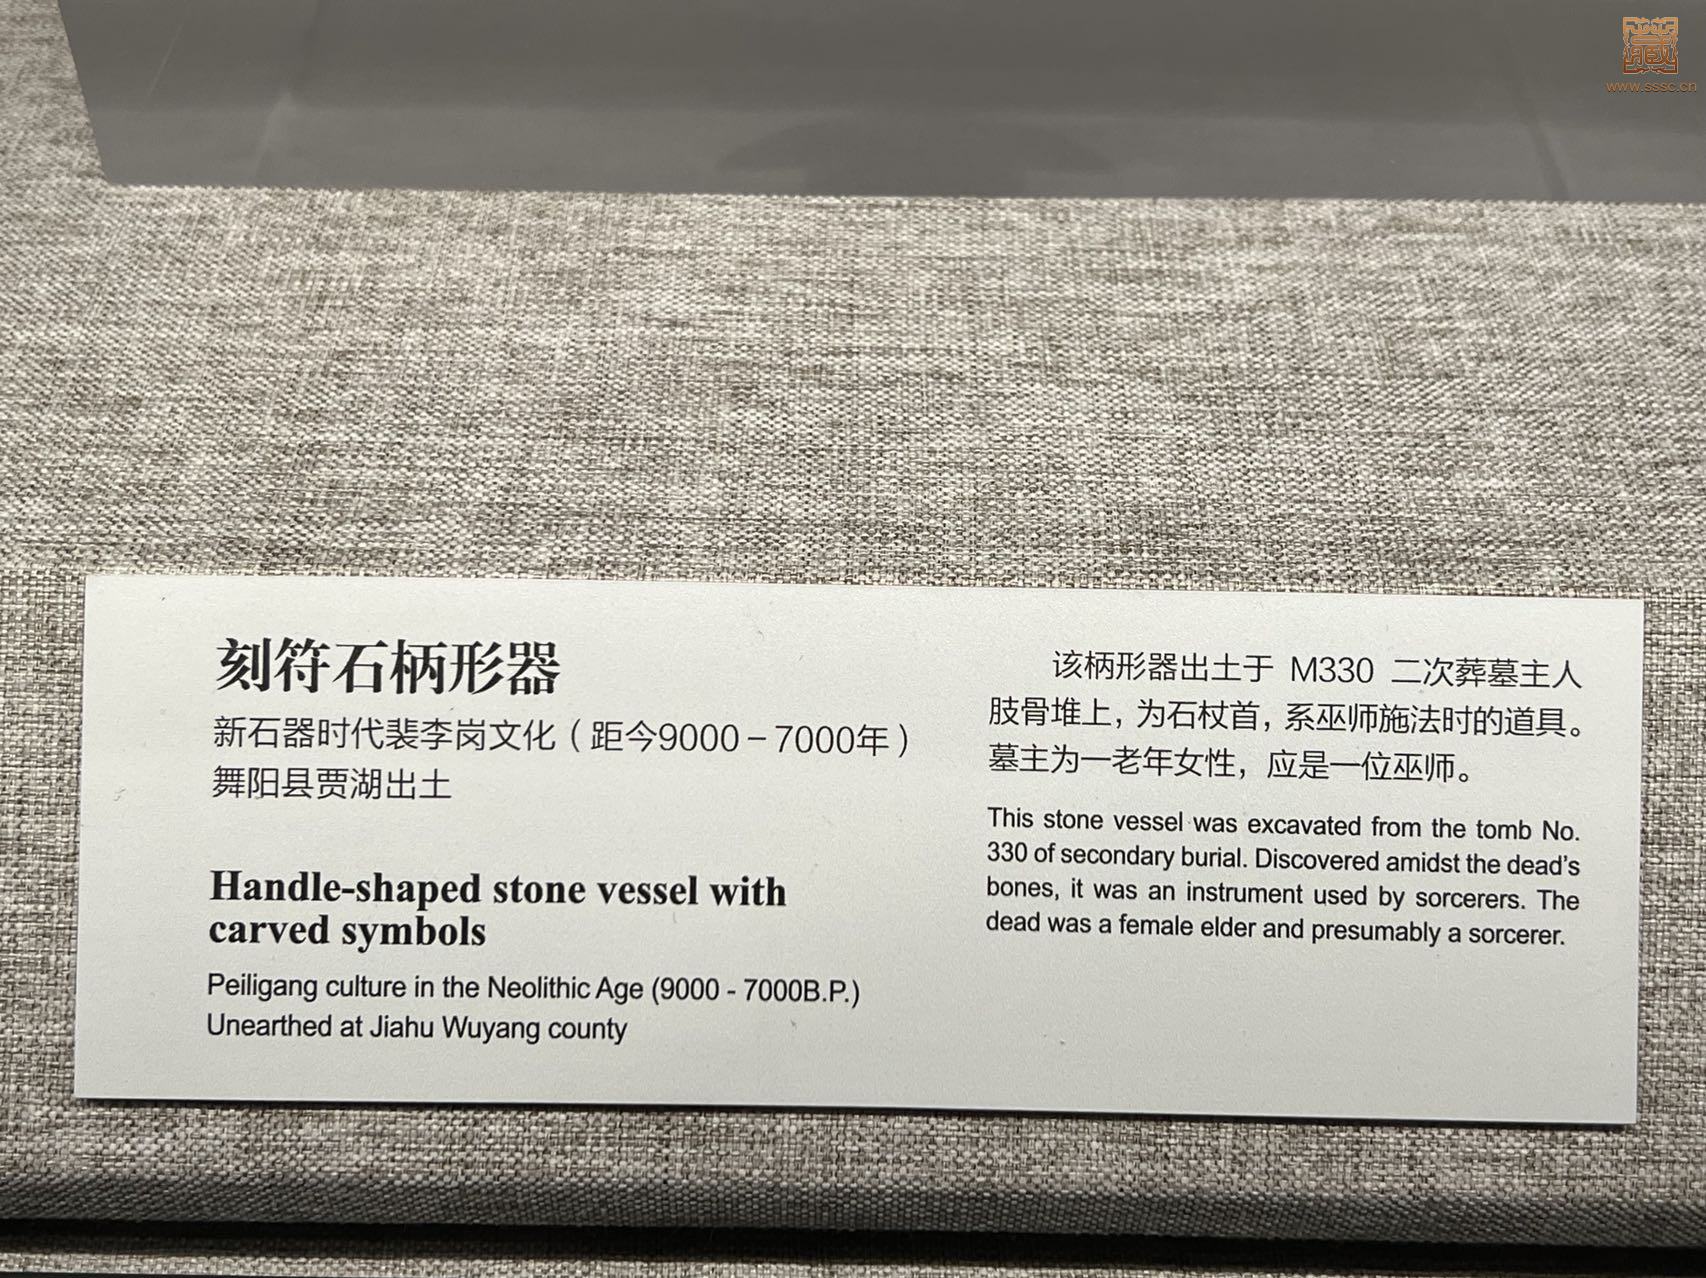 藏
www.sssc.cn
刻符石柄形器
新石器时代裴李岗文化（距今9000－7000年）
舞阳县贾湖出土
Handle-shaped stone vessel with
carved symbols
Peiligang culture in the Neolithic Age (9000 - 7000B.P.)
Unearthed at Jiahu Wuyang county
该柄形器出土于 M330 二次葬墓主人
肢骨堆上，为石杖首，系巫师施法时的道具。
墓主为一老年女性，应是一位巫师。
This stone vessel was excavated from the tomb No.
330 of secondary burial. Discovered amidst the dead's
bones, it was an instrument used by sorcerers. The
dead was a female elder and presumably a sorcerer.